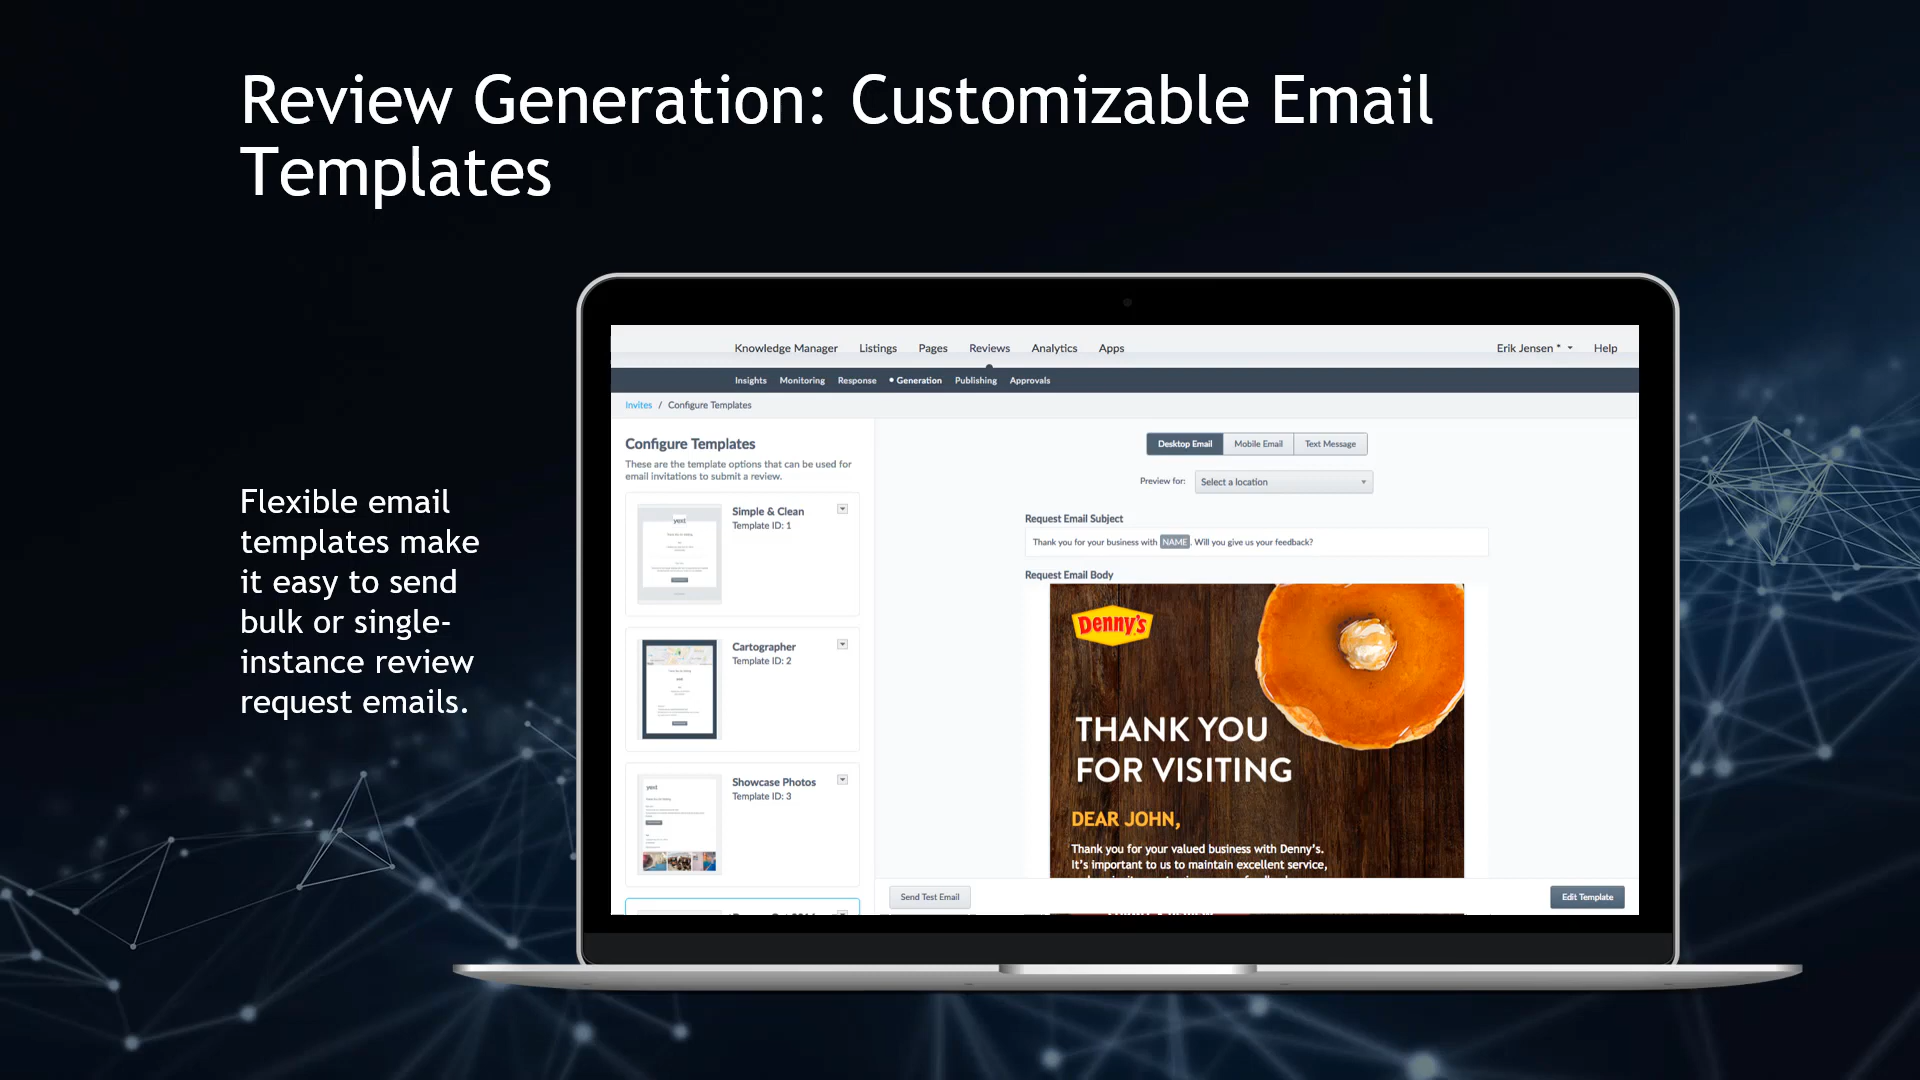 Review Generation: Customizable Email
Templates
Flexible email
templates make
it easy to send
bulk or single-
instance review
request emails.
Knowledge Manager Listings Pages Reviews Analytics Apps Erik Jensen * Help
Insights Monitoring Response • Generation Publishing Approvals
Invites / Configure Templates
Configure Templates
These are the template options that can be used for
email invitations to submit a review.
yext
Simple & Clean
Template ID: 1
Cartographer
Template ID: 2
yext
Showcase Photos
Template ID: 3
Desktop Email Mobile Email Text Message
Preview for: Select a location
Request Email Subject
Thank you for your business with NAME. Will you give us your feedback?
Request Email Body
Denny's
THANK YOU
FOR VISITING
DEAR JOHN,
Thank you for your valued business with Denny's.
It's important to us to maintain excellent service,
Send Test Email Edit Template